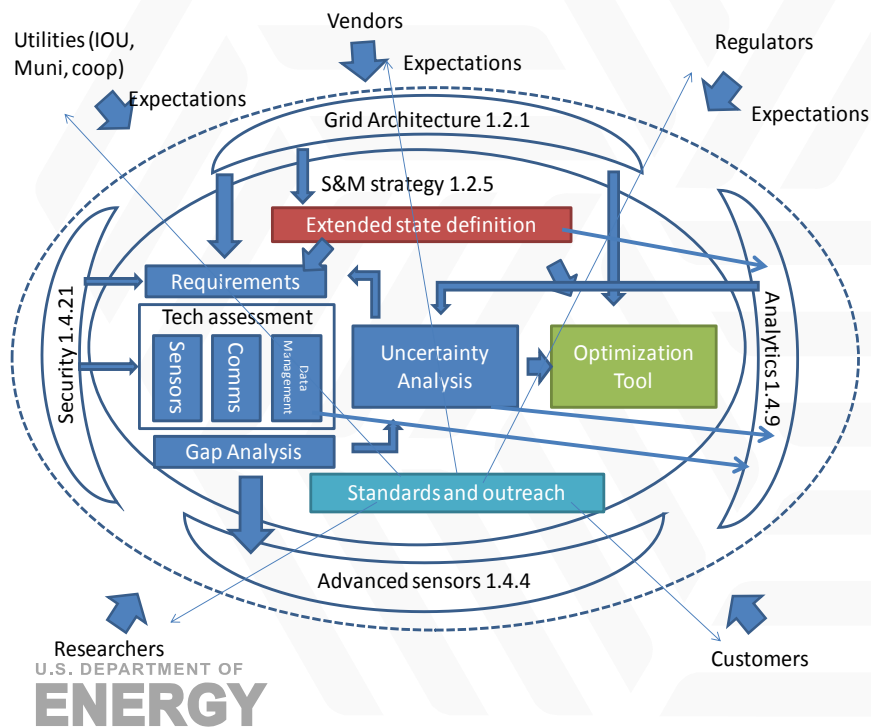 Vendors
Utilities (IOU,
Muni, coop)
Regulators
Expectations
Expectations
Expectations
Grid Architecture 1.2.1
S&M strategy 1.2.5
Extended state definition
Requirements
Tech assessment
Sensors
Comms
Data
Management
Uncertainty
Analysis
Optimization
Tool
Security 1.4.21
Analytics 1.4.9
Gap Analysis
Standards and outreach
Advanced sensors 1.4.4
Researchers
Customers
U.S. DEPARTMENT OF
ENERGY